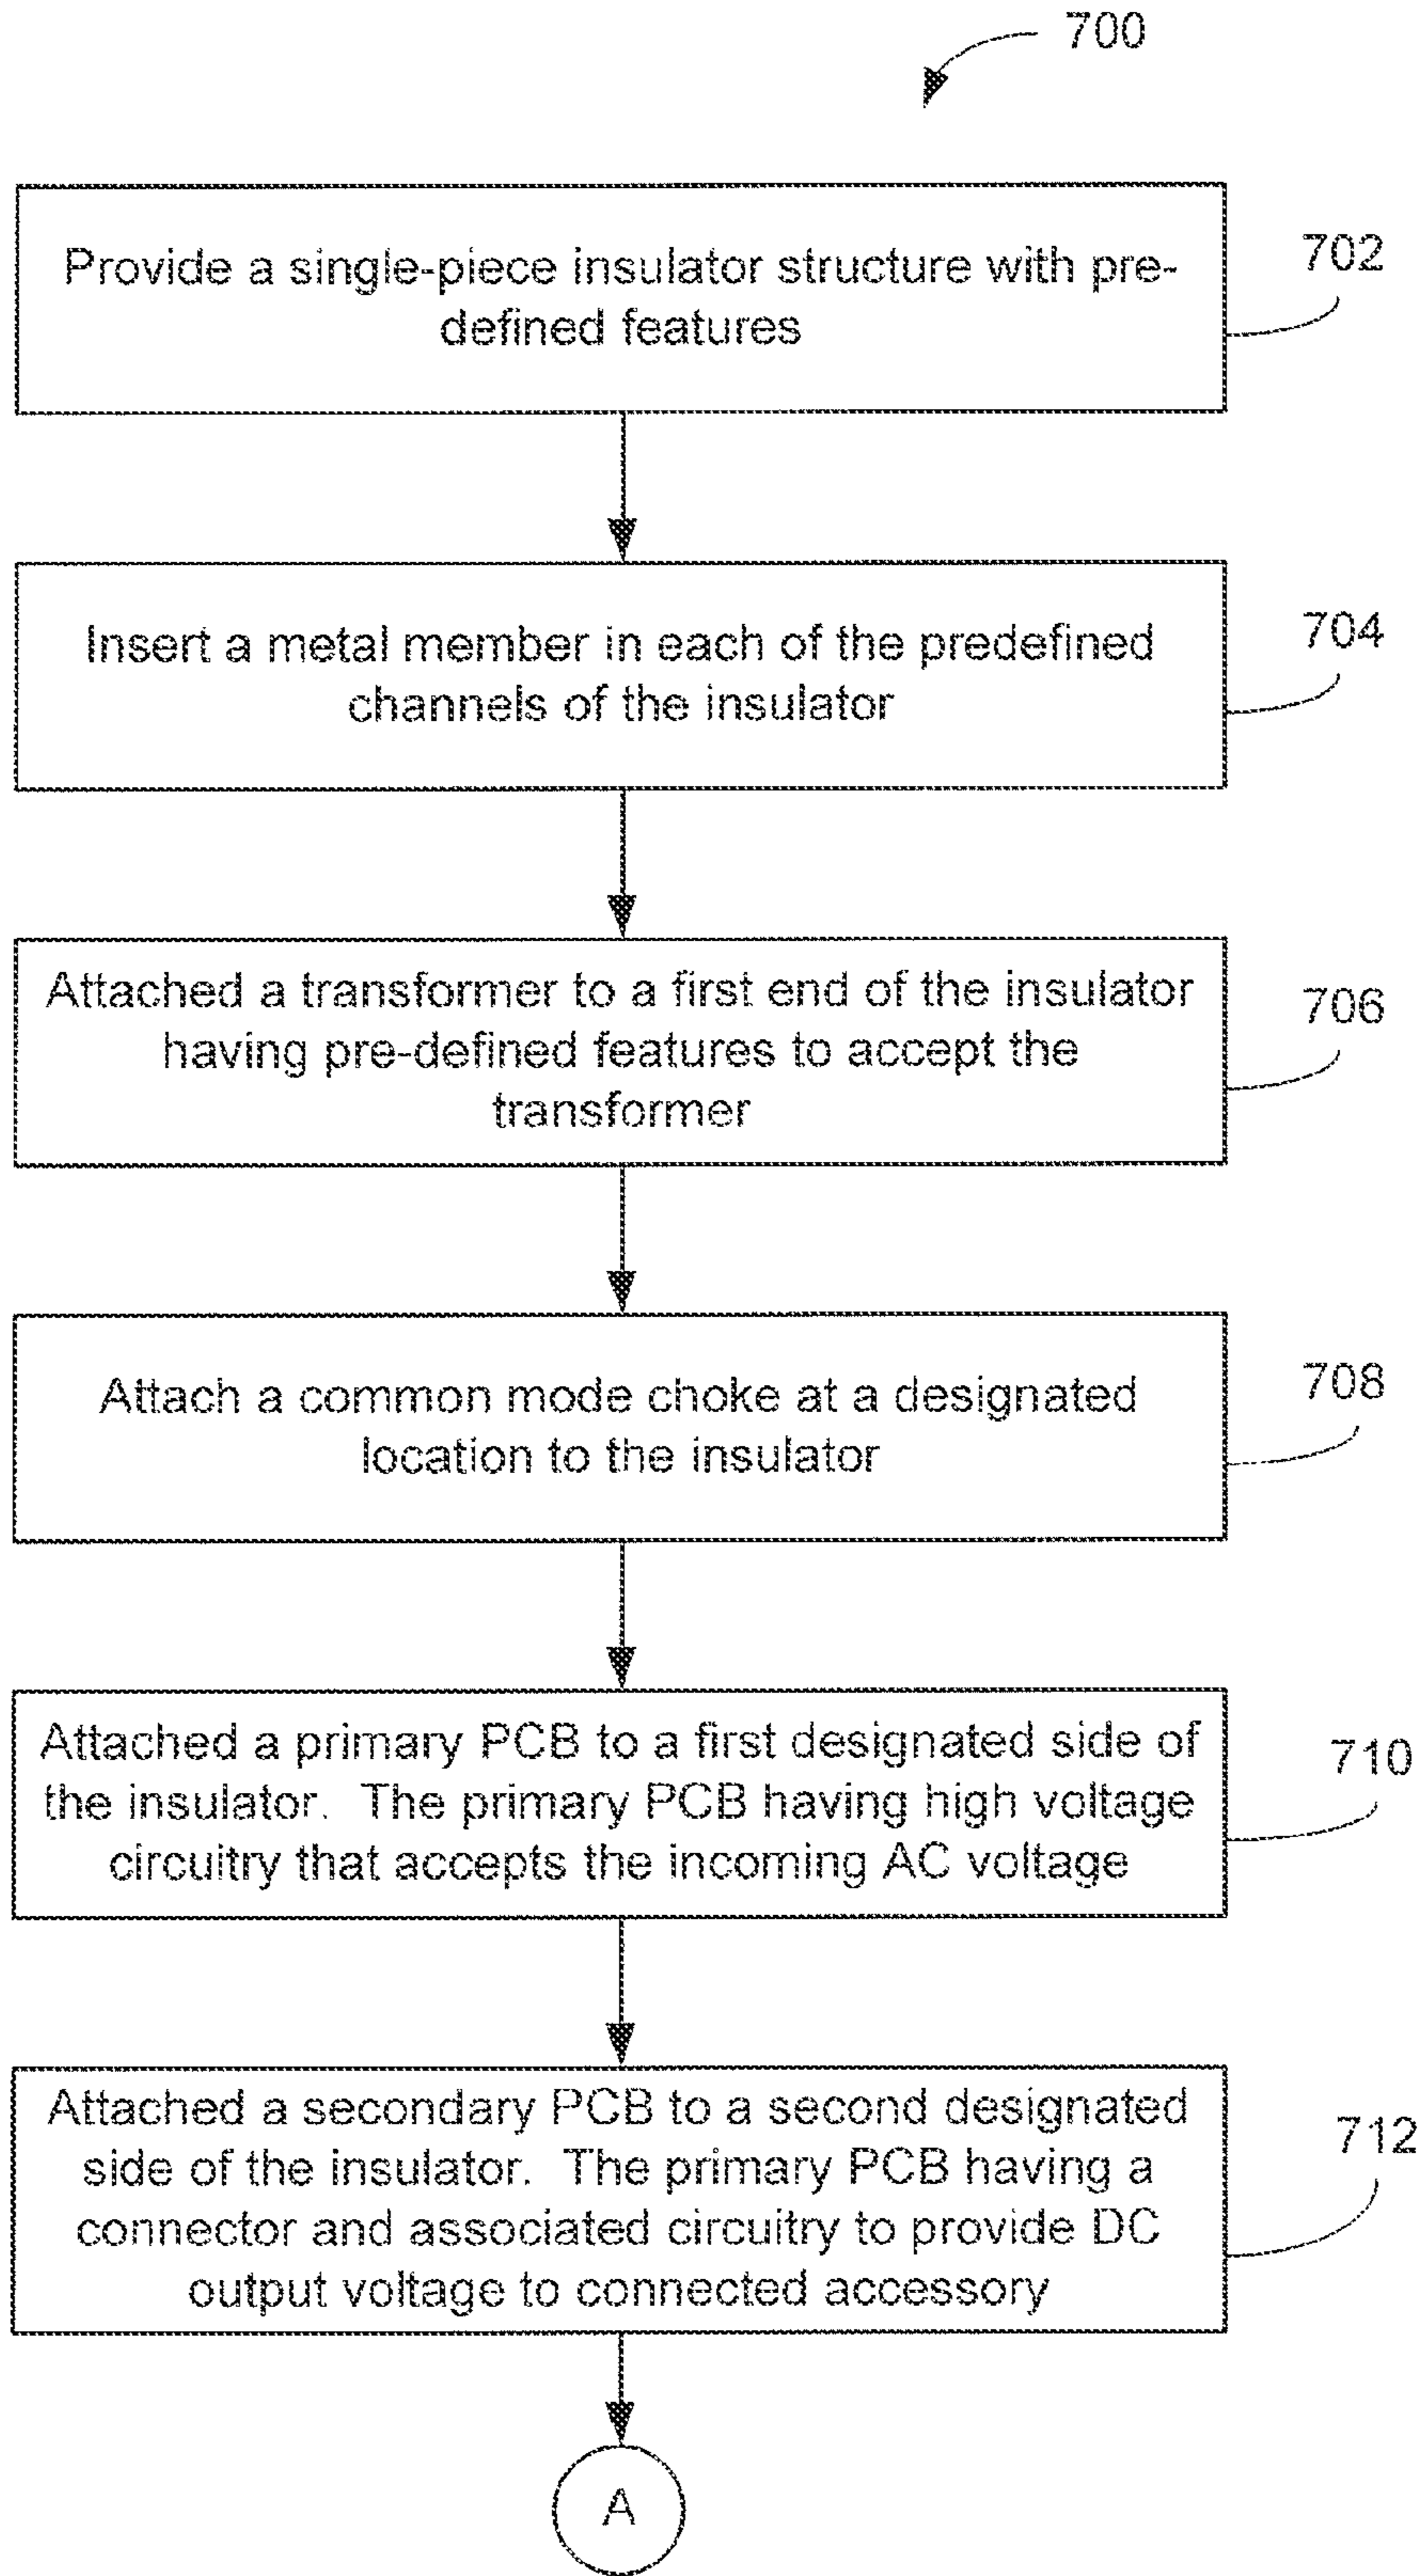 700
Provide a single-piece insulator structure with pre-
defined features
702
Insert a metal member in each of the predefined
channels of the insulator
704
Attached a transformer to a first end of the insulator
having pre-defined features to accept the
transformer
706
Attach a common mode choke at a designated
location to the insulator
708
Attached a primary PCB to a first designated side of
the insulator.  The primary PCB having high voltage
circuitry that accepts the incoming AC voltage
710
Attached a secondary PCB to a second designated
side of the insulator.  The primary PCB having a
connector and associated circuitry to provide DC
output voltage to connected accessory
712
A